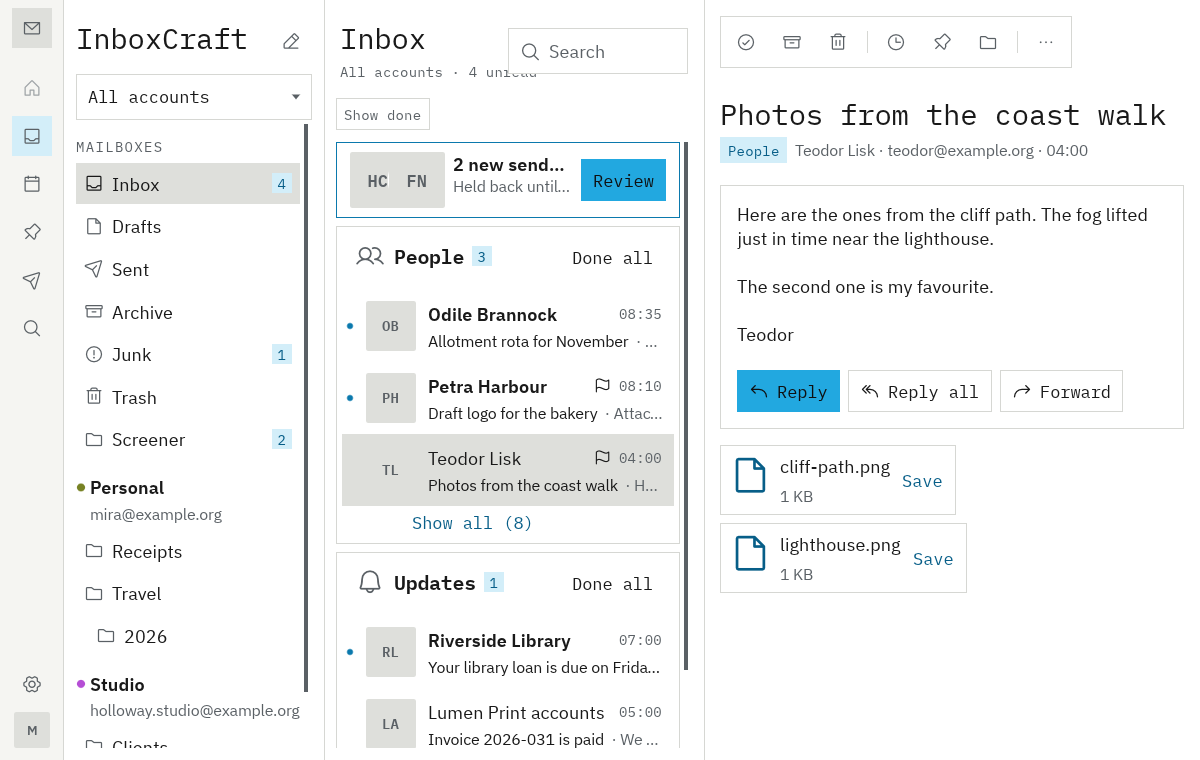 InboxCraft
All accounts
MAILBOXES
Inbox 4
Drafts
Sent
Archive
Junk 1
Trash
Screener 2
Personal
mira@example.org
Receipts
Travel
2026
Studio
holloway.studio@example.org
Clients
M
Inbox
Search
All accounts · 4 unread
Show done
HC FN
2 new send...
Held back until...
Review
People 3 Done all
OB
Odile Brannock 08:35
Allotment rota for November · ...
PH
Petra Harbour 08:10
Draft logo for the bakery · Attac...
TL
Teodor Lisk 04:00
Photos from the coast walk · H...
Show all (8)
Updates 1 Done all
RL
Riverside Library 07:00
Your library loan is due on Frida...
LA
Lumen Print accounts 05:00
Invoice 2026-031 is paid · We ...
Photos from the coast walk
People Teodor Lisk · teodor@example.org · 04:00
Here are the ones from the cliff path. The fog lifted
just in time near the lighthouse.
The second one is my favourite.
Teodor
Reply Reply all Forward
cliff-path.png
1 KB
Save
lighthouse.png
1 KB
Save